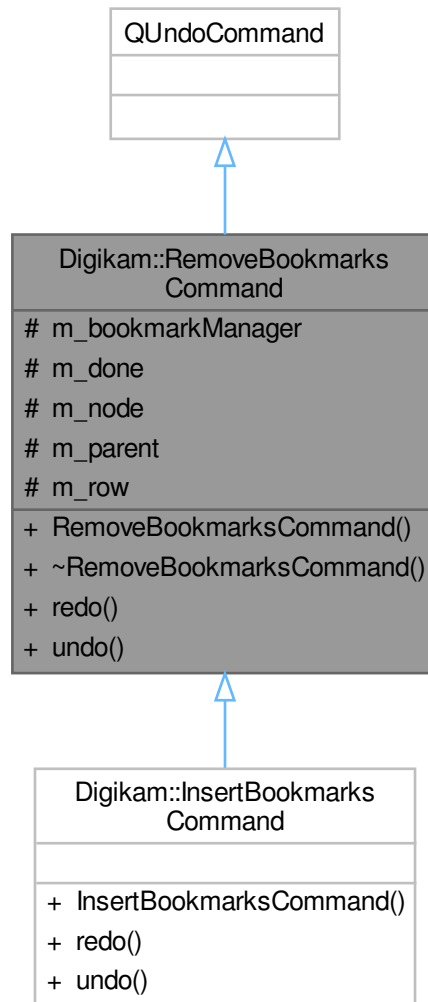 QUndoCommand
Digikam::RemoveBookmarks
Command
# m_bookmarkManager
# m_done
# m_node
# m_parent
# m_row
+ RemoveBookmarksCommand()
+ ~RemoveBookmarksCommand()
+ redo()
+ undo()
Digikam::InsertBookmarks
Command
+ InsertBookmarksCommand()
+ redo()
+ undo()